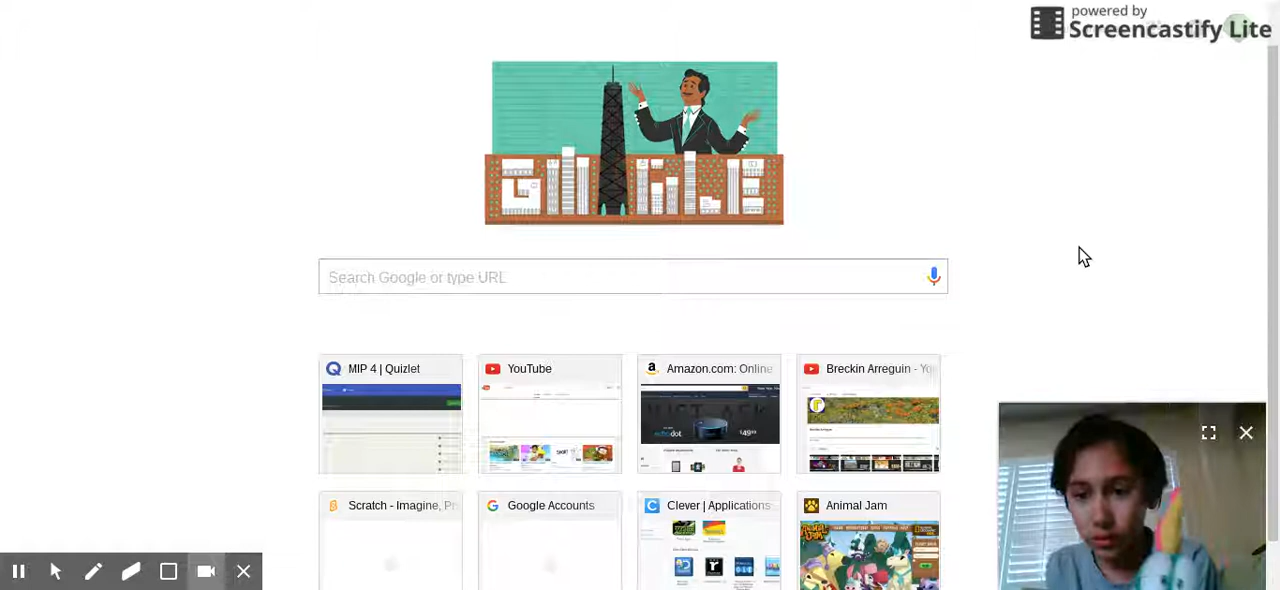 powered by
Screencastify Lite
Search Google or type URL
MIP 4 | Quizlet
YouTube
Amazon.com: Online
Breckin Arreguin - Yo
Scratch - Imagine, Pr
Google Accounts
Clever | Applications
Animal Jam